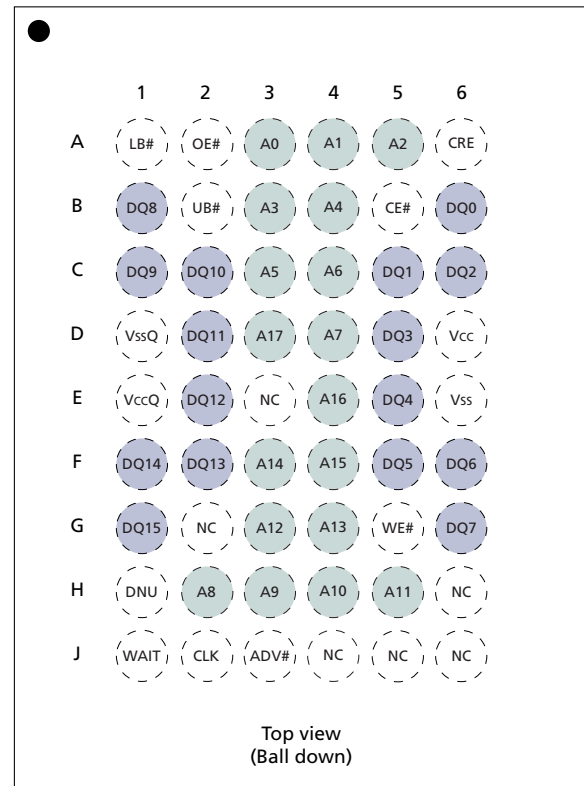 1 2 3 4 5 6
A LB# OE# A0 A1 A2 CRE
B DQ8 UB# A3 A4 CE# DQ0
C DQ9 DQ10 A5 A6 DQ1 DQ2
D VssQ DQ11 A17 A7 DQ3 Vcc
E VccQ DQ12 NC A16 DQ4 Vss
F DQ14 DQ13 A14 A15 DQ5 DQ6
G DQ15 NC A12 A13 WE# DQ7
H DNU A8 A9 A10 A11 NC
J WAIT CLK ADV# NC NC NC
Top view
(Ball down)